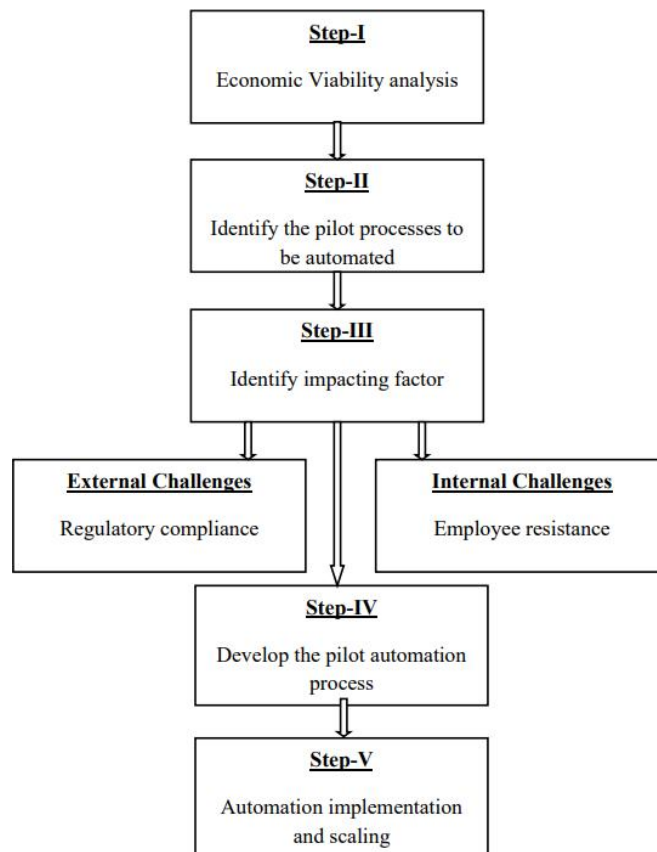 Step-I
Economic Viability analysis
Step-II
Identify the pilot processes to
be automated
Step-III
Identify impacting factor
External Challenges
Regulatory compliance
Internal Challenges
Employee resistance
Step-IV
Develop the pilot automation
process
Step-V
Automation implementation
and scaling